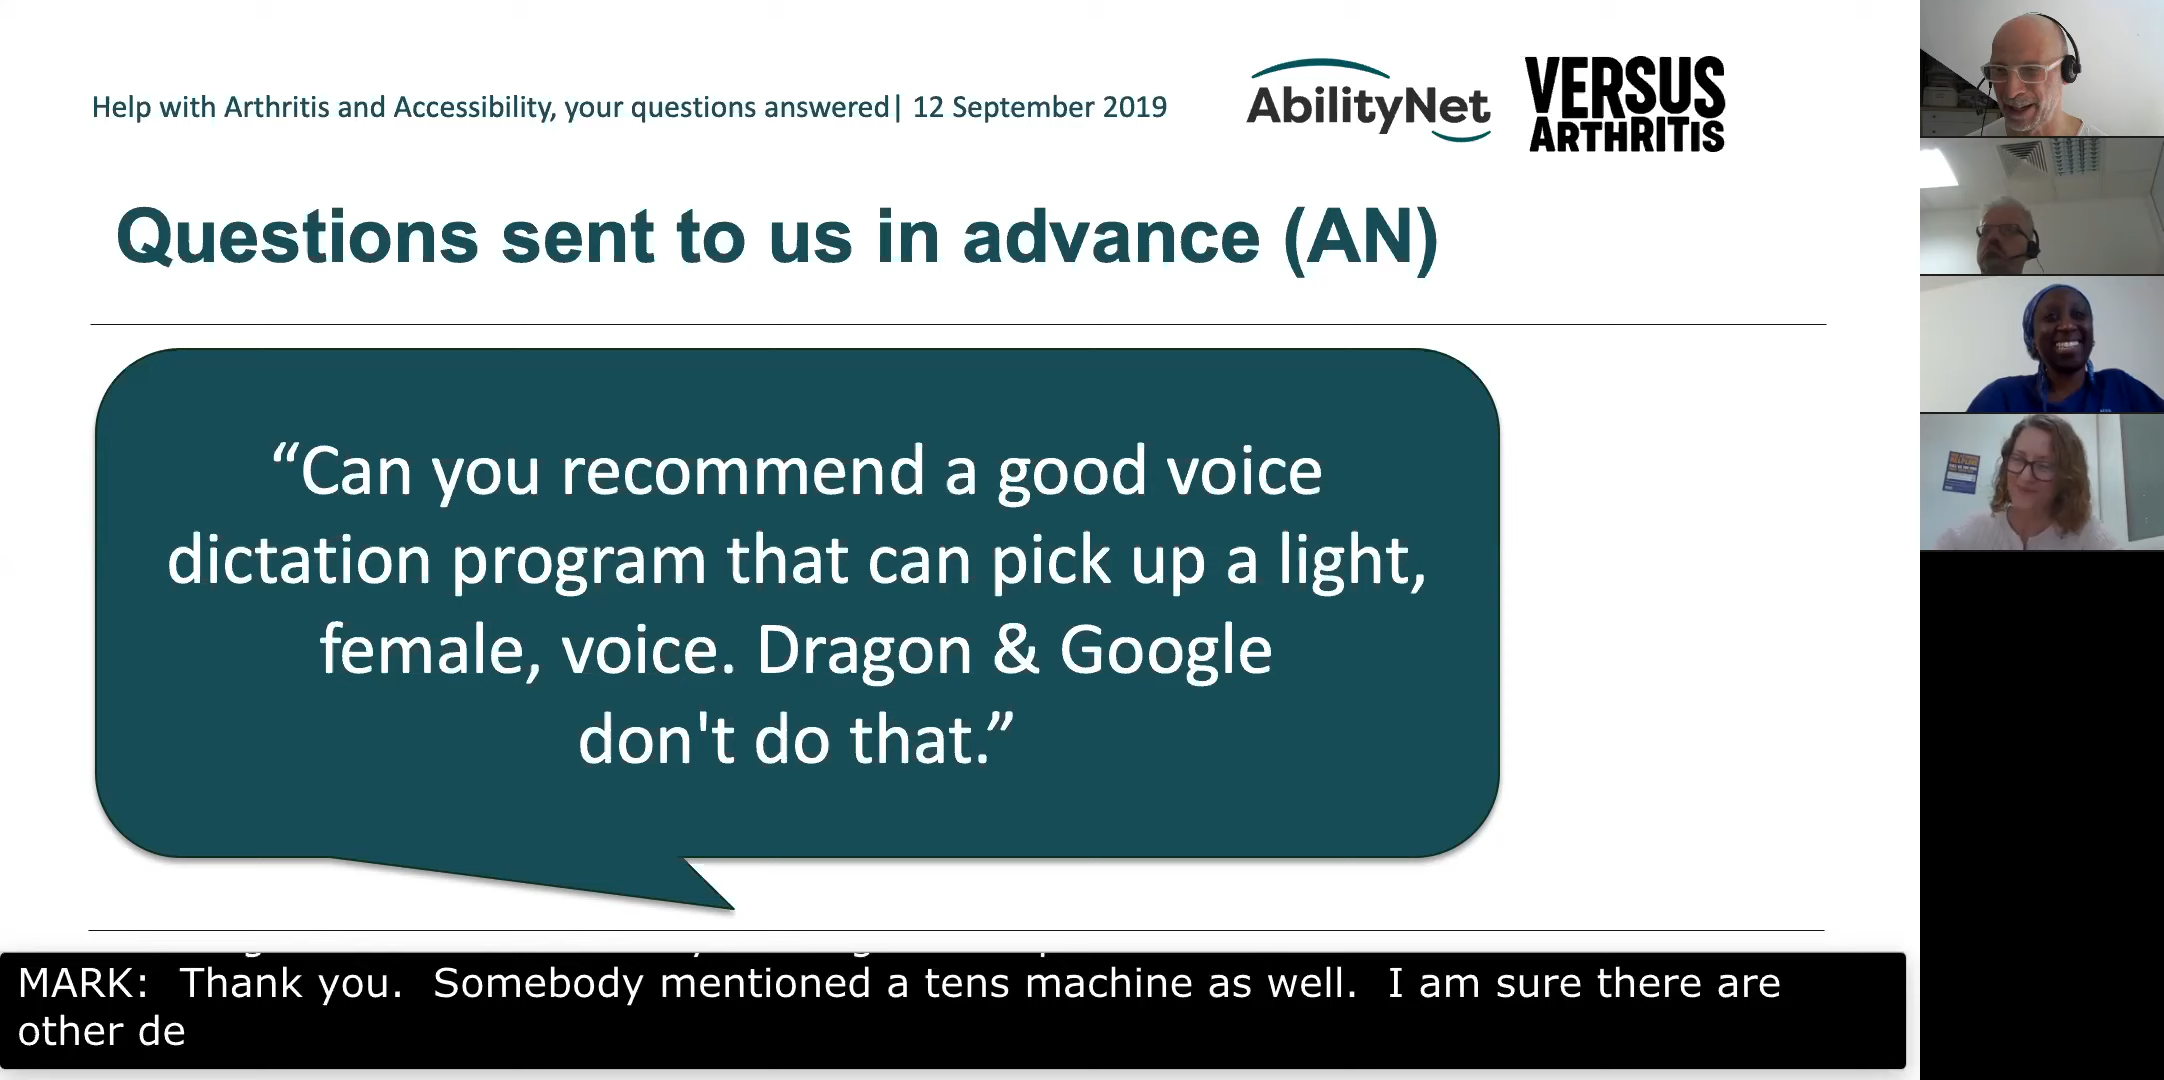 Help with Arthritis and Accessibility, your questions answered| 12 September 2019
AbilityNet
VERSUS
ARTHRITIS
Questions sent to us in advance (AN)
“Can you recommend a good voice
dictation program that can pick up a light,
female, voice. Dragon & Google
don't do that.”
MARK:  Thank you.  Somebody mentioned a tens machine as well.  I am sure there are
other de